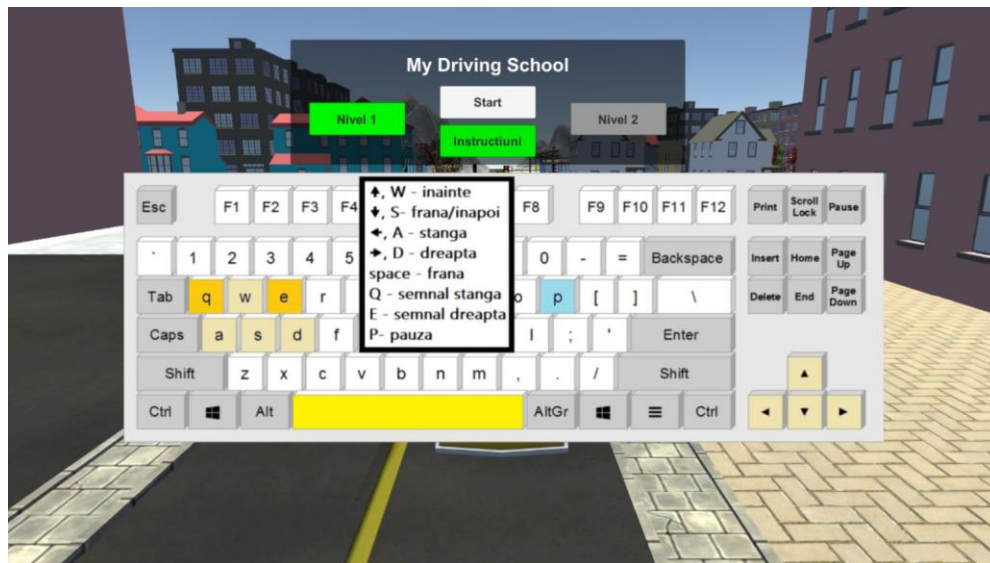 My Driving School
Start
Nivel 1
Nivel 2
Instructiuni
Esc F1 F2 F3 F4 F8 F9 F10 F11 F12 Print Scroll Lock Pause
↑, W - inainte
↓, S- frana/inapoi
←, A - stanga
→, D - dreapta
space - frana
Q - semnal stanga
E - semnal dreapta
P- pauza
` 1 2 3 4 5 0 - = Backspace Insert Home Page Up
Tab q w e r o p [ ] \ Delete End Page Down
Caps a s d f l ; ' Enter
Shift z x c v b n m , . / Shift ▲
Ctrl Alt AltGr ☰ Ctrl ◄ ▼ ►